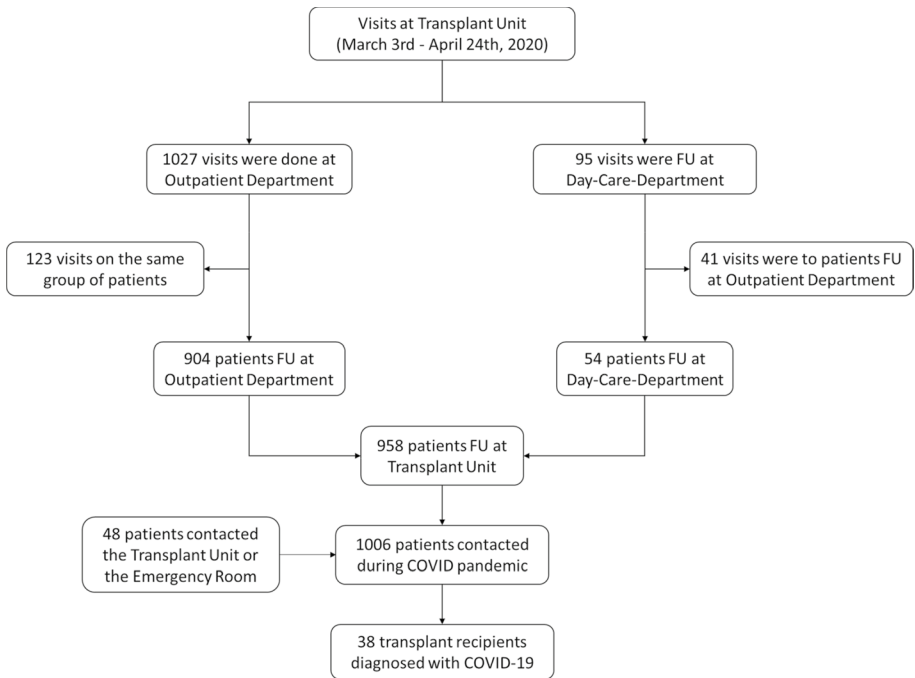 Visits at Transplant Unit
(March 3rd - April 24th, 2020)
1027 visits were done at
Outpatient Department
95 visits were FU at
Day-Care-Department
123 visits on the same
group of patients
41 visits were to patients FU
at Outpatient Department
904 patients FU at
Outpatient Department
54 patients FU at
Day-Care-Department
958 patients FU at
Transplant Unit
48 patients contacted
the Transplant Unit or
the Emergency Room
1006 patients contacted
during COVID pandemic
38 transplant recipients
diagnosed with COVID-19